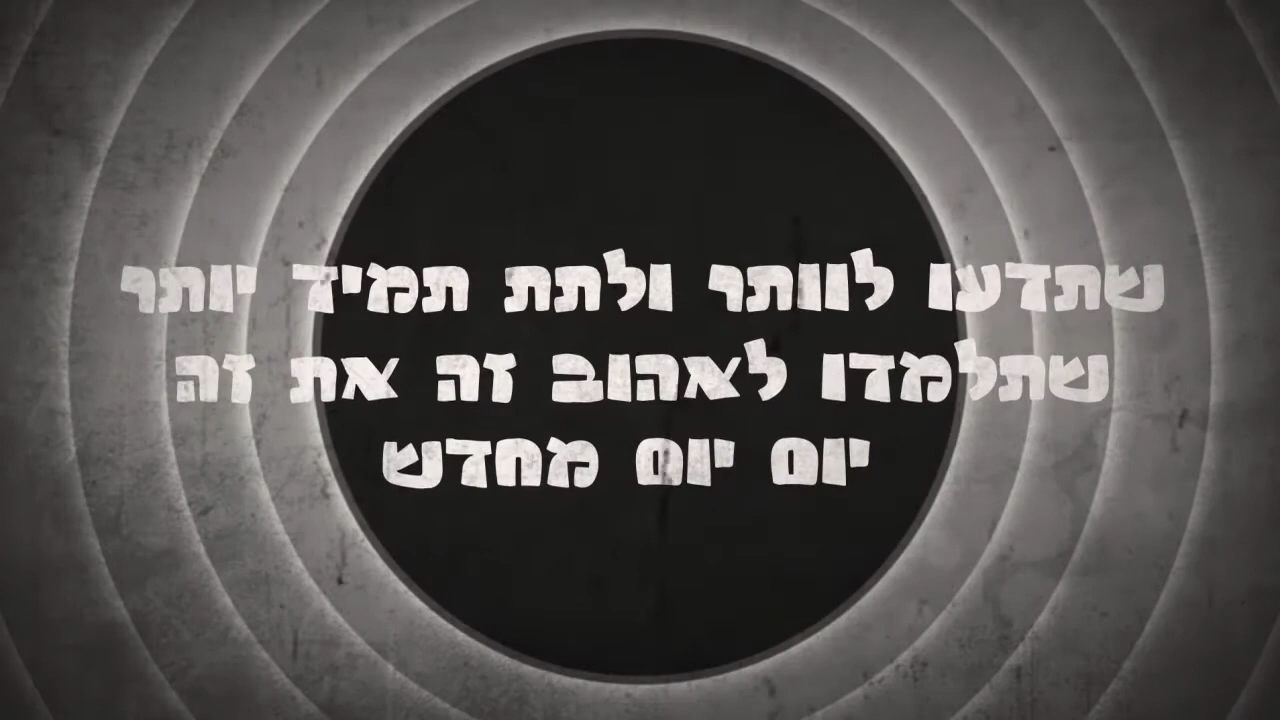 שתדעו לוותר ולתת תמיד יותר
שתלמדו לאהוב זה את זה
יום יום מחדש